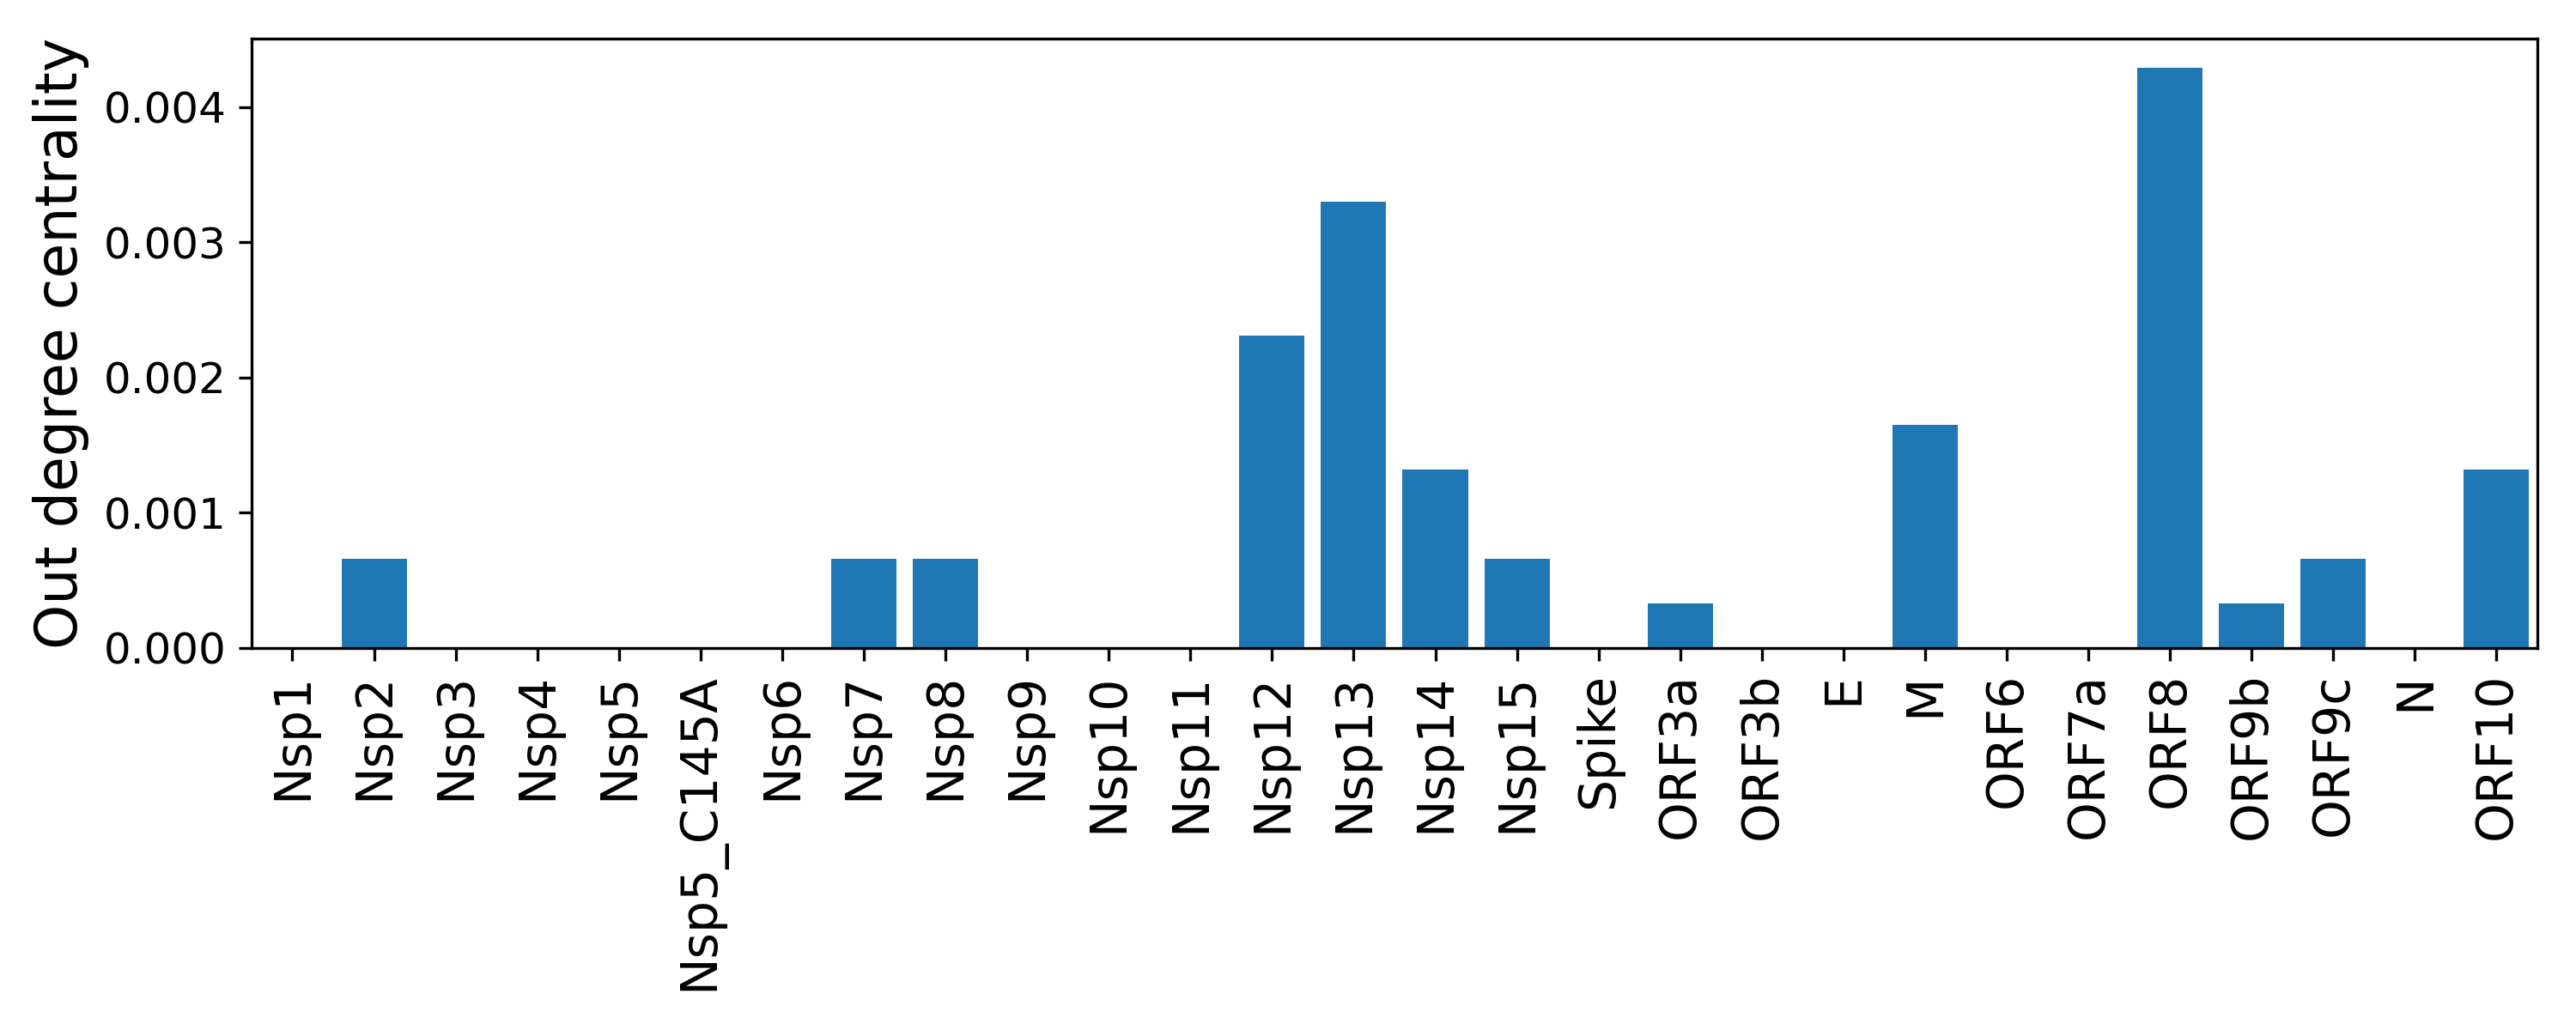 Out degree centrality
0.004
0.003
0.002
0.001
0.000
Nsp1
Nsp2
Nsp3
Nsp4
Nsp5
Nsp5_C145A
Nsp6
Nsp7
Nsp8
Nsp9
Nsp10
Nsp11
Nsp12
Nsp13
Nsp14
Nsp15
Spike
ORF3a
ORF3b
E
M
ORF6
ORF7a
ORF8
ORF9b
ORF9c
N
ORF10